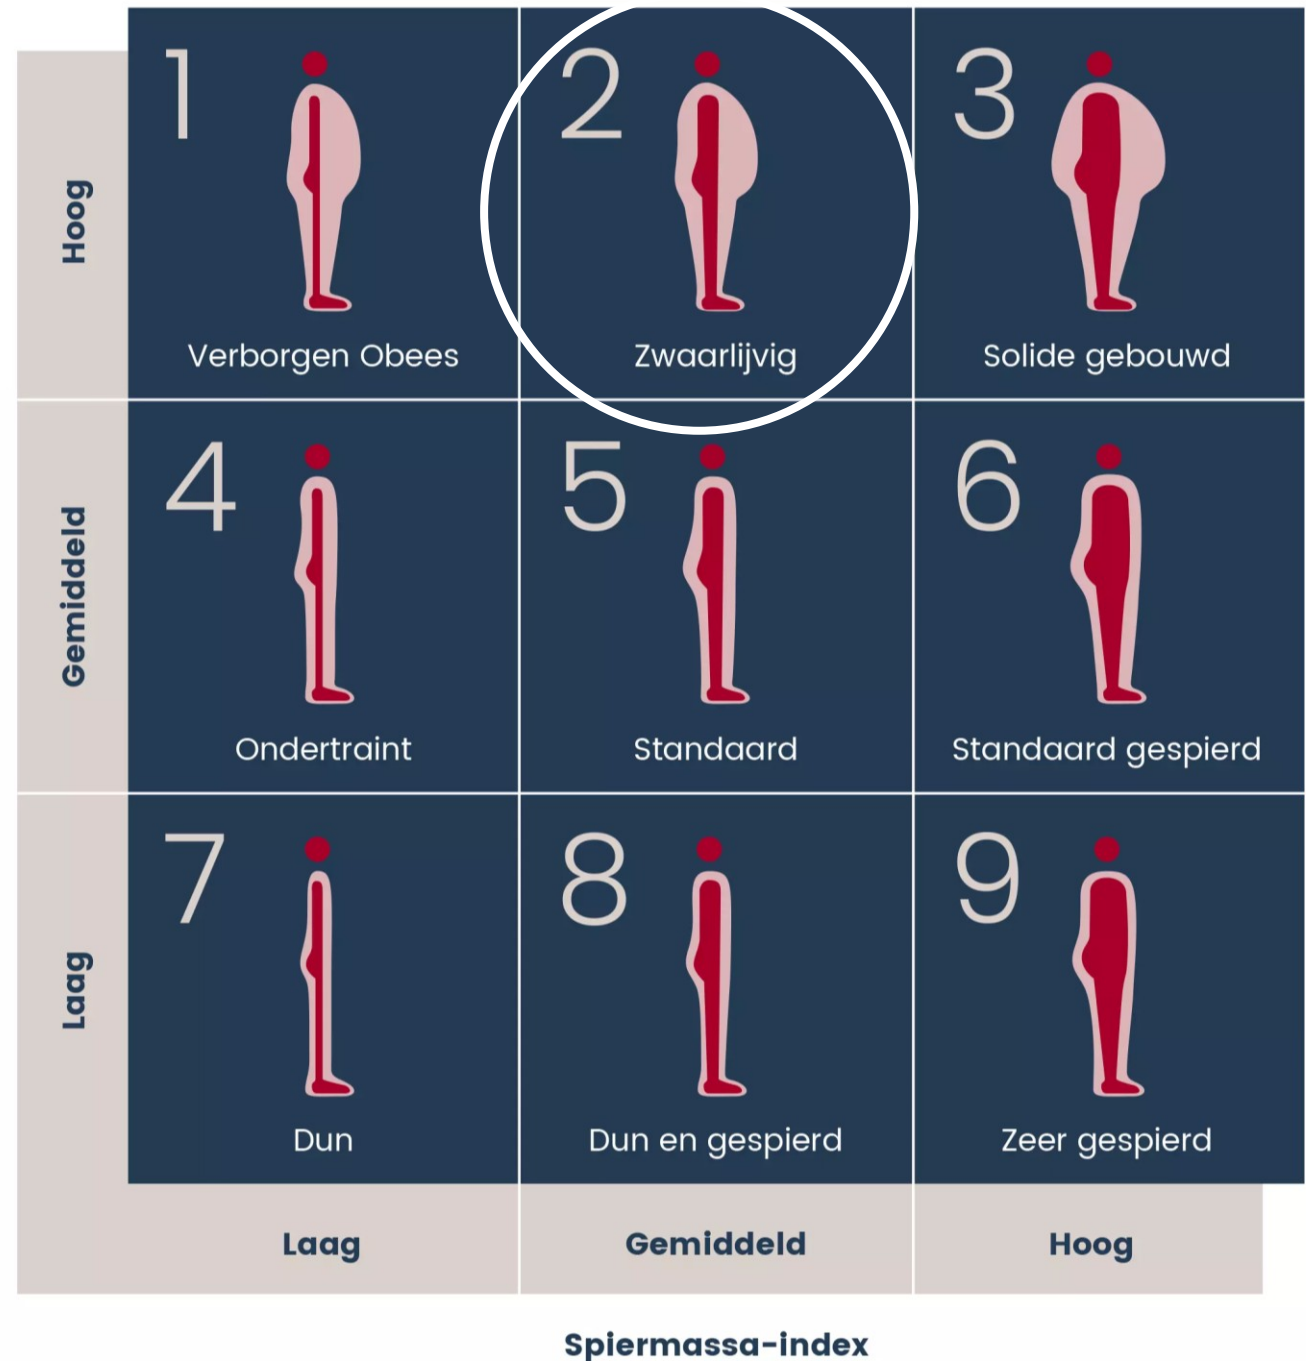 1
2
3
Hoog
Verborgen Obees
Zwaarlijvig
Solide gebouwd
4
5
6
Gemiddeld
Ondertraint
Standaard
Standaard gespierd
7
8
9
Laag
Dun
Dun en gespierd
Zeer gespierd
Laag
Gemiddeld
Hoog
Spiermassa-index